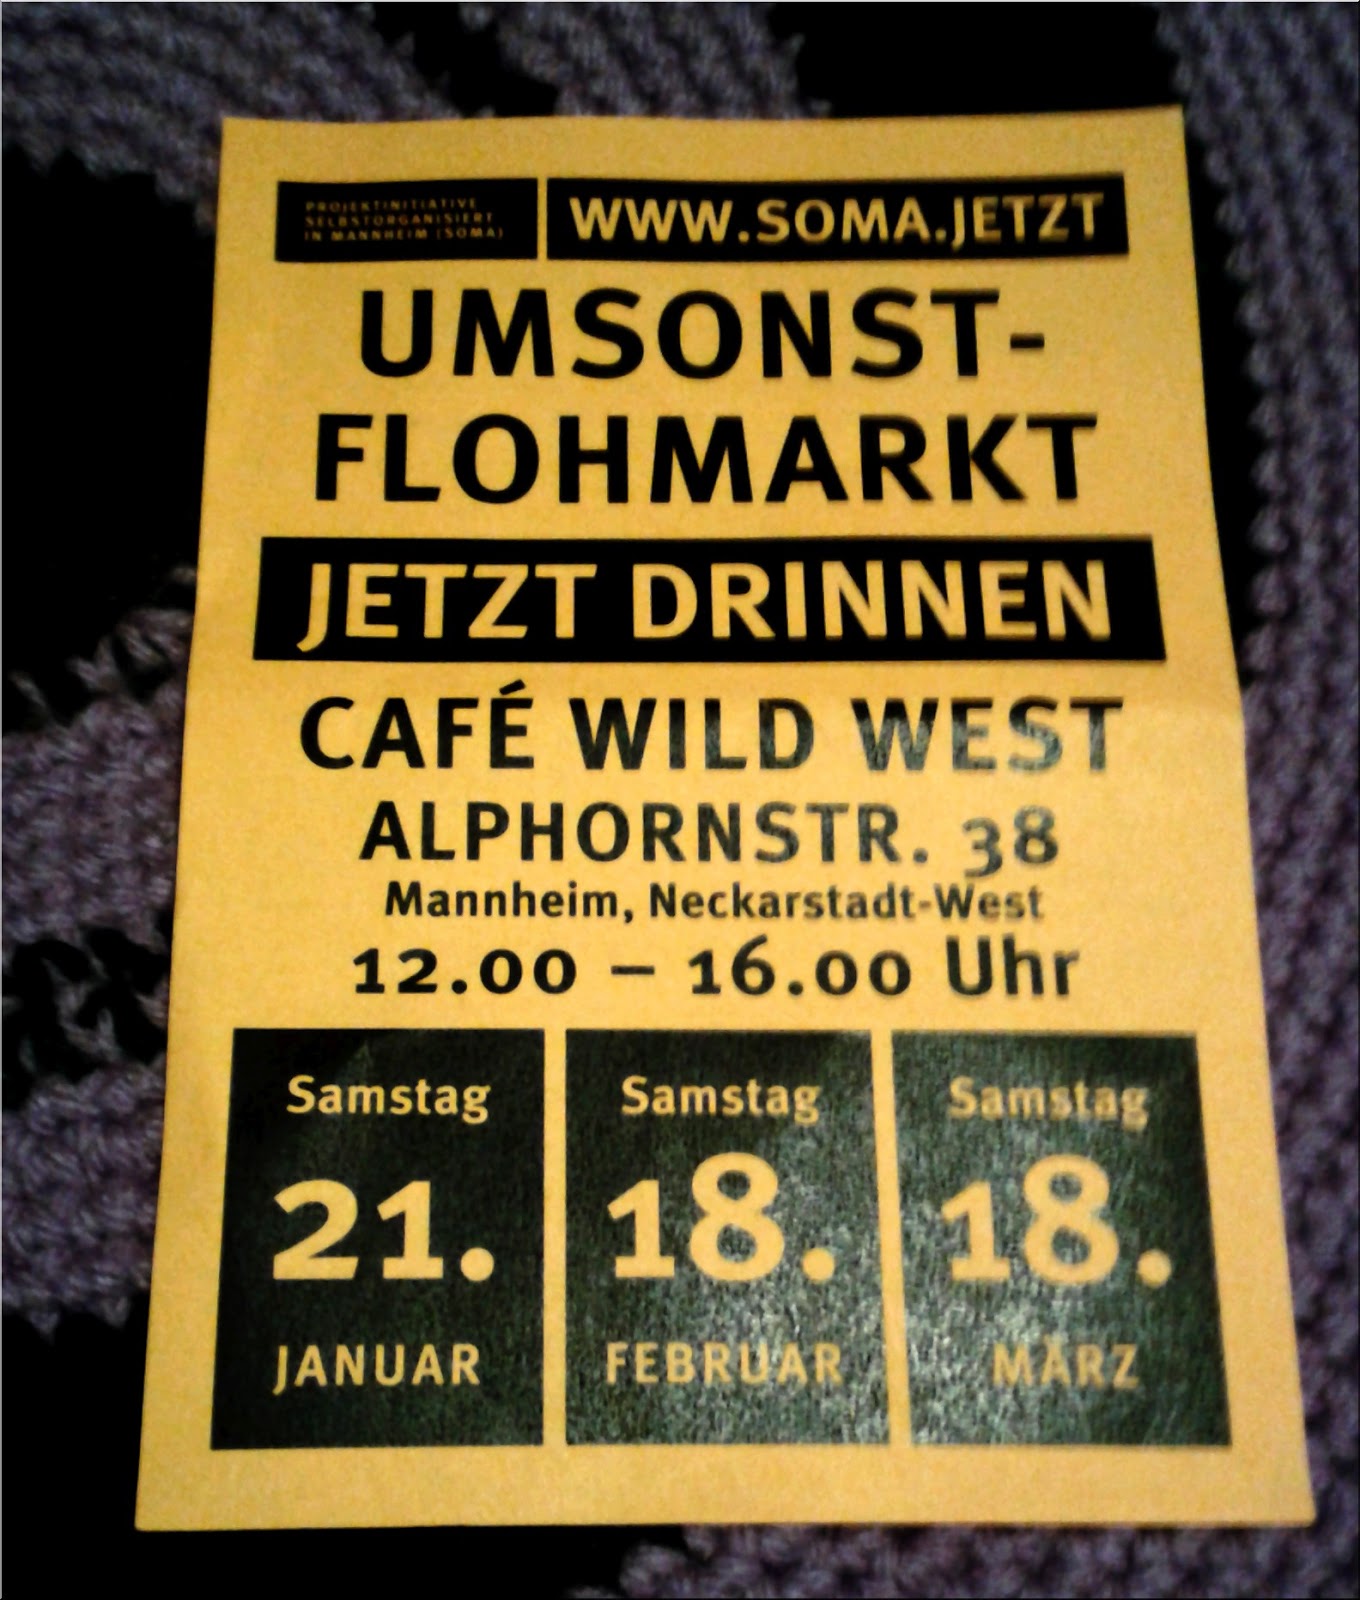 PROJEKTINITIATIVE
SELBSTORGANISIERT
IN MANNHEIM (SOMA)
WWW.SOMA.JETZT
UMSONST-
FLOHMARKT
JETZT DRINNEN
CAFÉ WILD WEST
ALPHORNSTR. 38
Mannheim, Neckarstadt-West
12.00 – 16.00 Uhr
Samstag
21.
JANUAR
Samstag
18.
FEBRUAR
Samstag
18.
MÄRZ